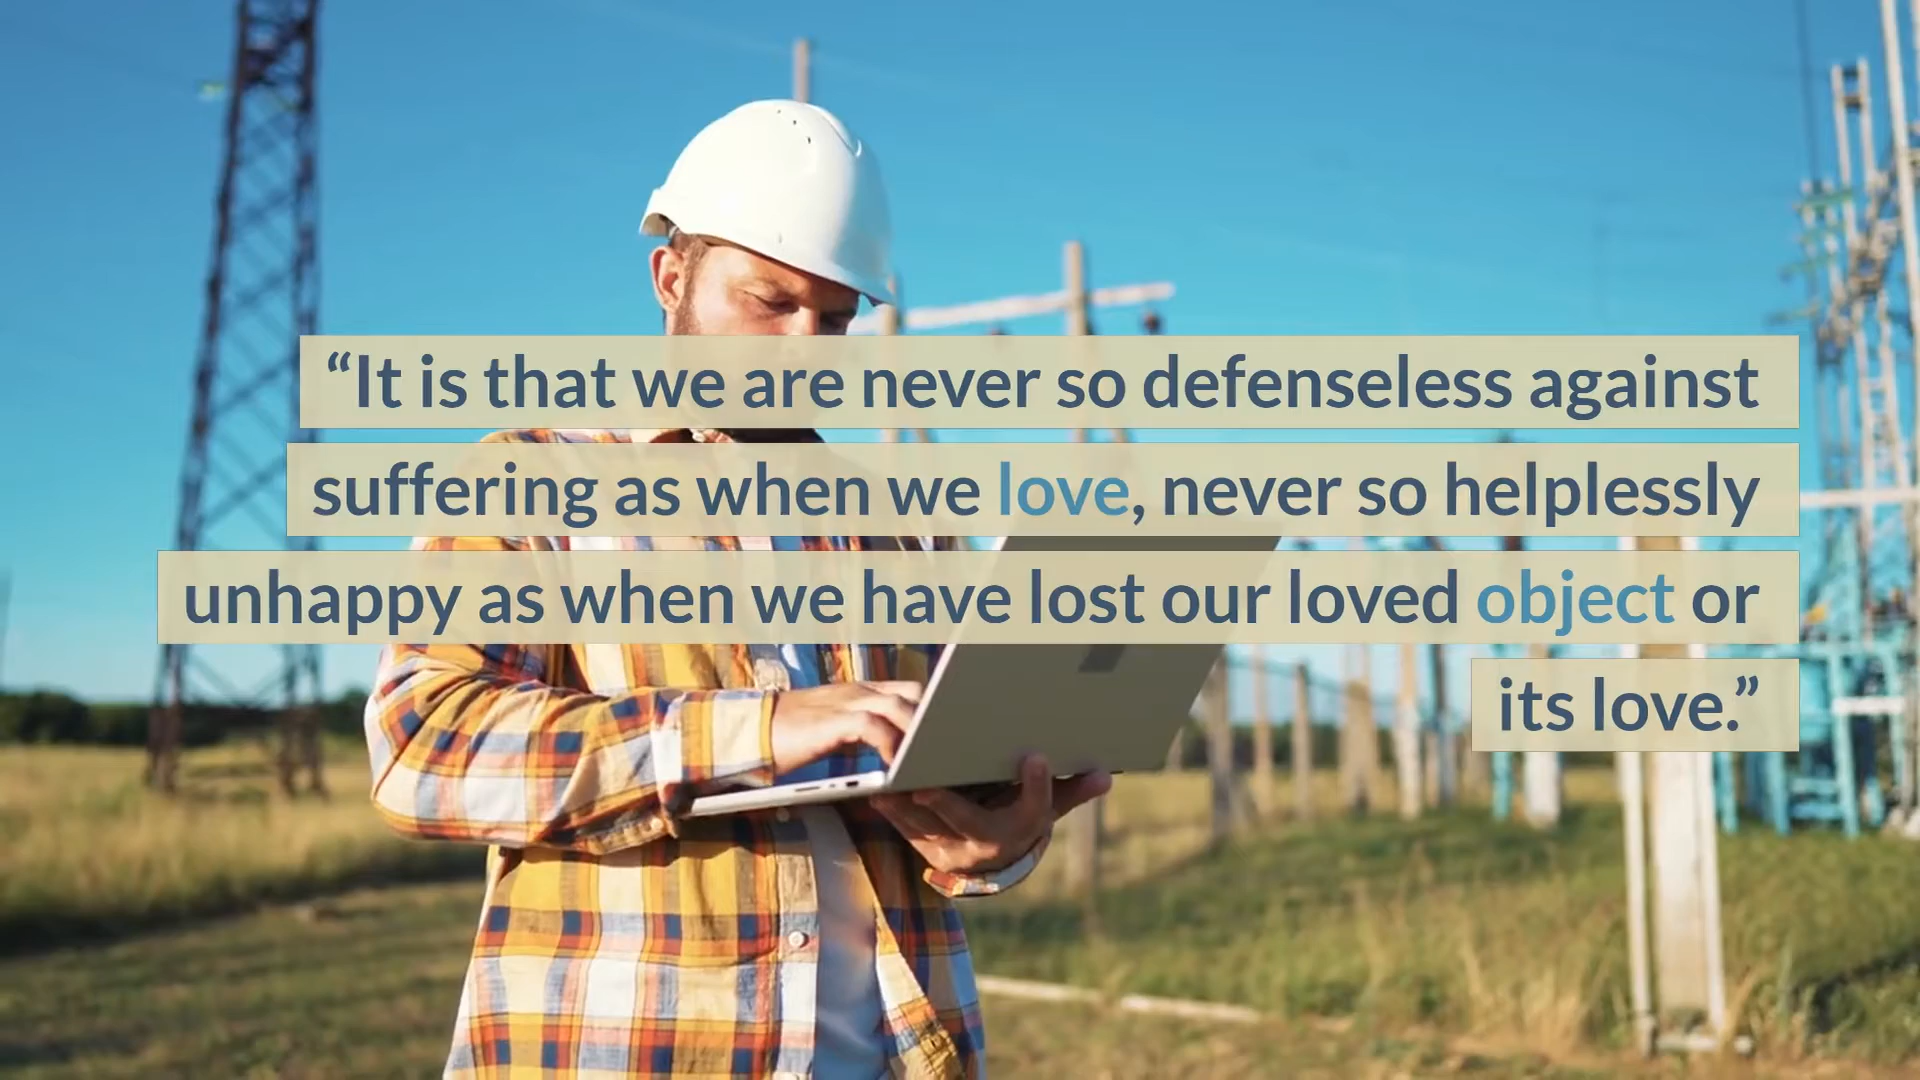 “It is that we are never so defenseless against
suffering as when we love, never so helplessly
unhappy as when we have lost our loved object or
its love.”